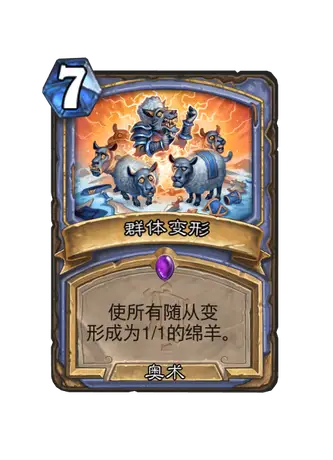 7
群体变形
使所有随从变
形成为1/1的绵羊。
奥术